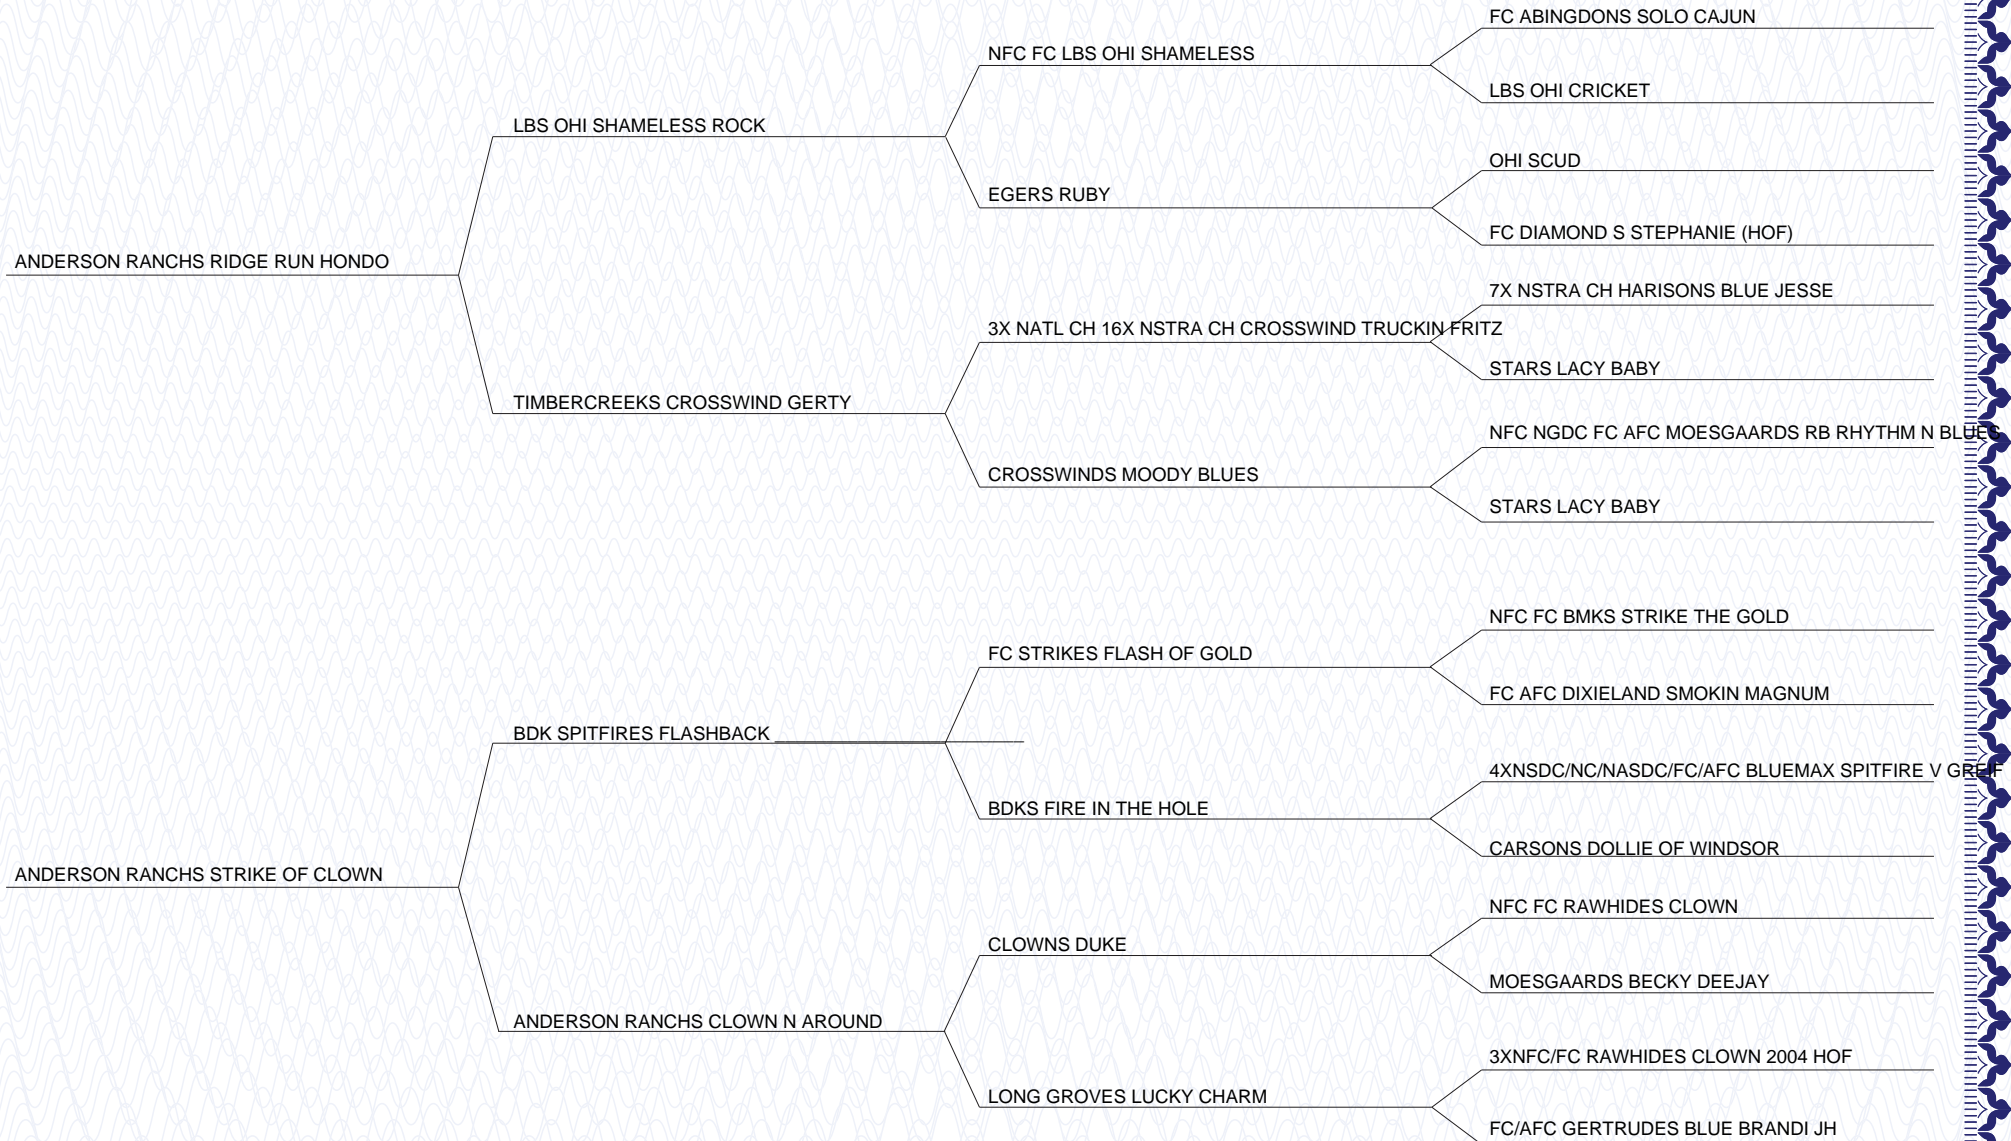 FC ABINGDONS SOLO CAJUN
NFC FC LBS OHI SHAMELESS
LBS OHI CRICKET
LBS OHI SHAMELESS ROCK
OHI SCUD
EGERS RUBY
FC DIAMOND S STEPHANIE (HOF)
ANDERSON RANCHS RIDGE RUN HONDO
7X NSTRA CH HARISONS BLUE JESSE
3X NATL CH 16X NSTRA CH CROSSWIND TRUCKIN FRITZ
STARS LACY BABY
TIMBERCREEKS CROSSWIND GERTY
NFC NGDC FC AFC MOESGAARDS RB RHYTHM N BLUES
CROSSWINDS MOODY BLUES
STARS LACY BABY
NFC FC BMKS STRIKE THE GOLD
FC STRIKES FLASH OF GOLD
FC AFC DIXIELAND SMOKIN MAGNUM
BDK SPITFIRES FLASHBACK
4XNSDC/NC/NASDC/FC/AFC BLUEMAX SPITFIRE V GREIF
BDKS FIRE IN THE HOLE
CARSONS DOLLIE OF WINDSOR
ANDERSON RANCHS STRIKE OF CLOWN
NFC FC RAWHIDES CLOWN
CLOWNS DUKE
MOESGAARDS BECKY DEEJAY
ANDERSON RANCHS CLOWN N AROUND
3XNFC/FC RAWHIDES CLOWN 2004 HOF
LONG GROVES LUCKY CHARM
FC/AFC GERTRUDES BLUE BRANDI JH